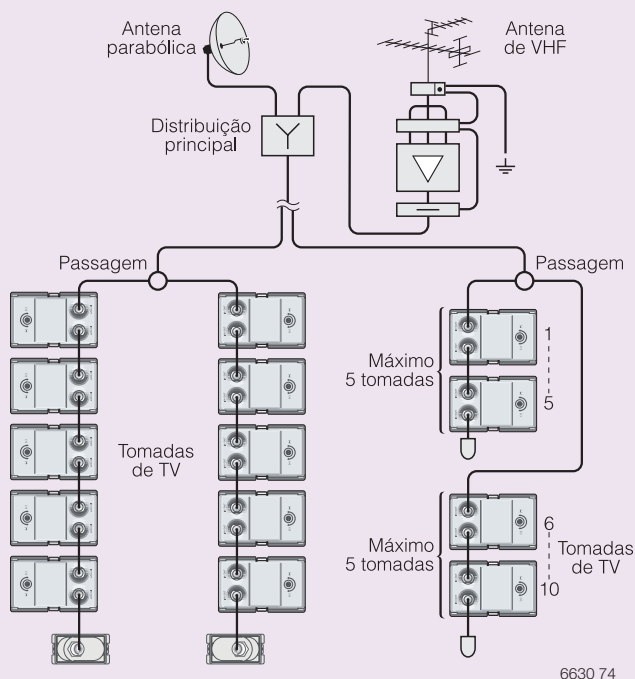 Antena
parabólica
Antena
de VHF
Distribuição
principal
Passagem
Passagem
Máximo
5 tomadas
1
5
Tomadas
de TV
Máximo
5 tomadas
6
10
Tomadas
de TV
6630 74